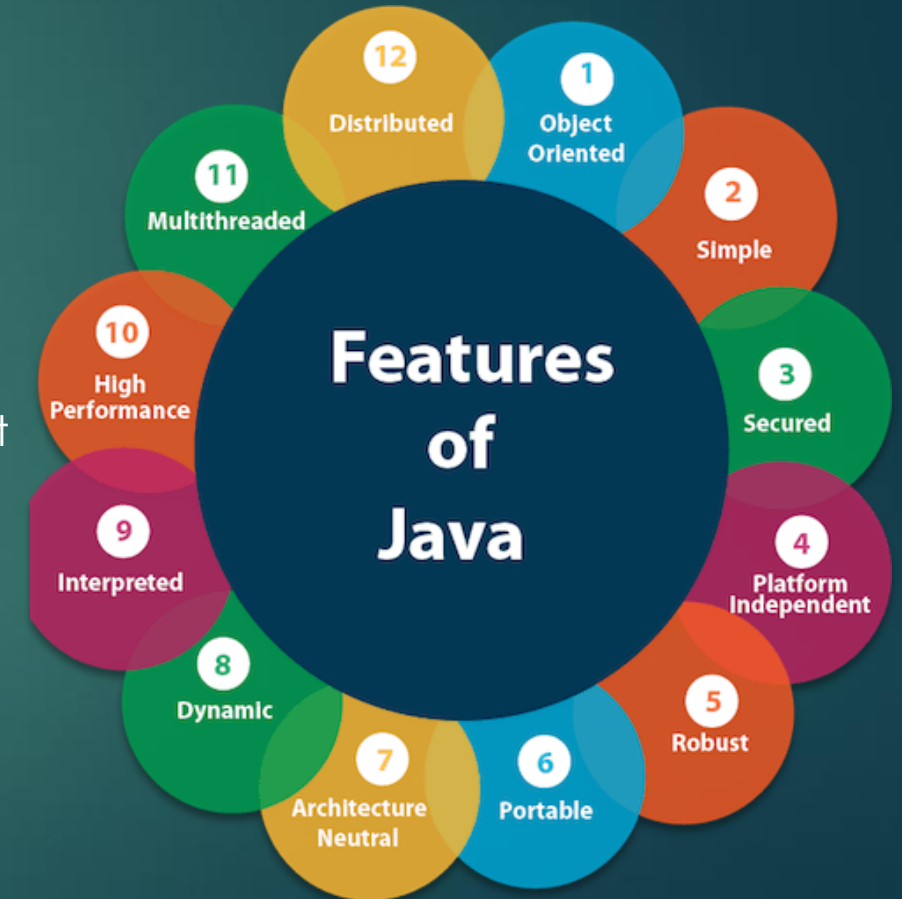 Features
of
Java
1
Object
Oriented
2
Simple
3
Secured
4
Platform
Independent
5
Robust
6
Portable
7
Architecture
Neutral
8
Dynamic
9
Interpreted
10
High
Performance
11
Multithreaded
12
Distributed